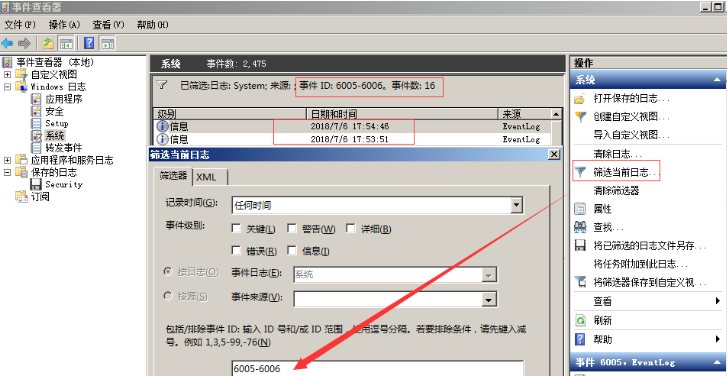 事件查看器
文件(F) 操作(A) 查看(V) 帮助(H)
事件查看器 (本地)
自定义视图
Windows 日志
应用程序
安全
Setup
系统
转发事件
应用程序和服务日志
保存的日志
Security
订阅
系统 事件数: 2,475
已筛选:日志: System; 来源: ; 事件 ID: 6005-6006。事件数: 16
级别 日期和时间 来源
信息 2018/7/6 17:54:46 EventLog
信息 2018/7/6 17:53:51 EventLog
筛选当前日志
筛选器 XML
记录时间(G): 任何时间
事件级别: 关键(L) 警告(W) 详细(B)
错误(R) 信息(I)
按日志(O) 事件日志(E): 系统
按源(S) 事件来源(V):
包括/排除事件 ID: 输入 ID 号和/或 ID 范围，使用逗号分隔。若要排除条件，请先键入减
号。例如 1,3,5-99,-76(N)
6005-6006
操作
系统
打开保存的日志...
创建自定义视图...
导入自定义视图...
清除日志...
筛选当前日志...
清除筛选器
属性
查找...
将已筛选的日志文件另存...
将任务附加到此日志...
将筛选器保存到自定义视...
查看
刷新
帮助
事件 6005，EventLog